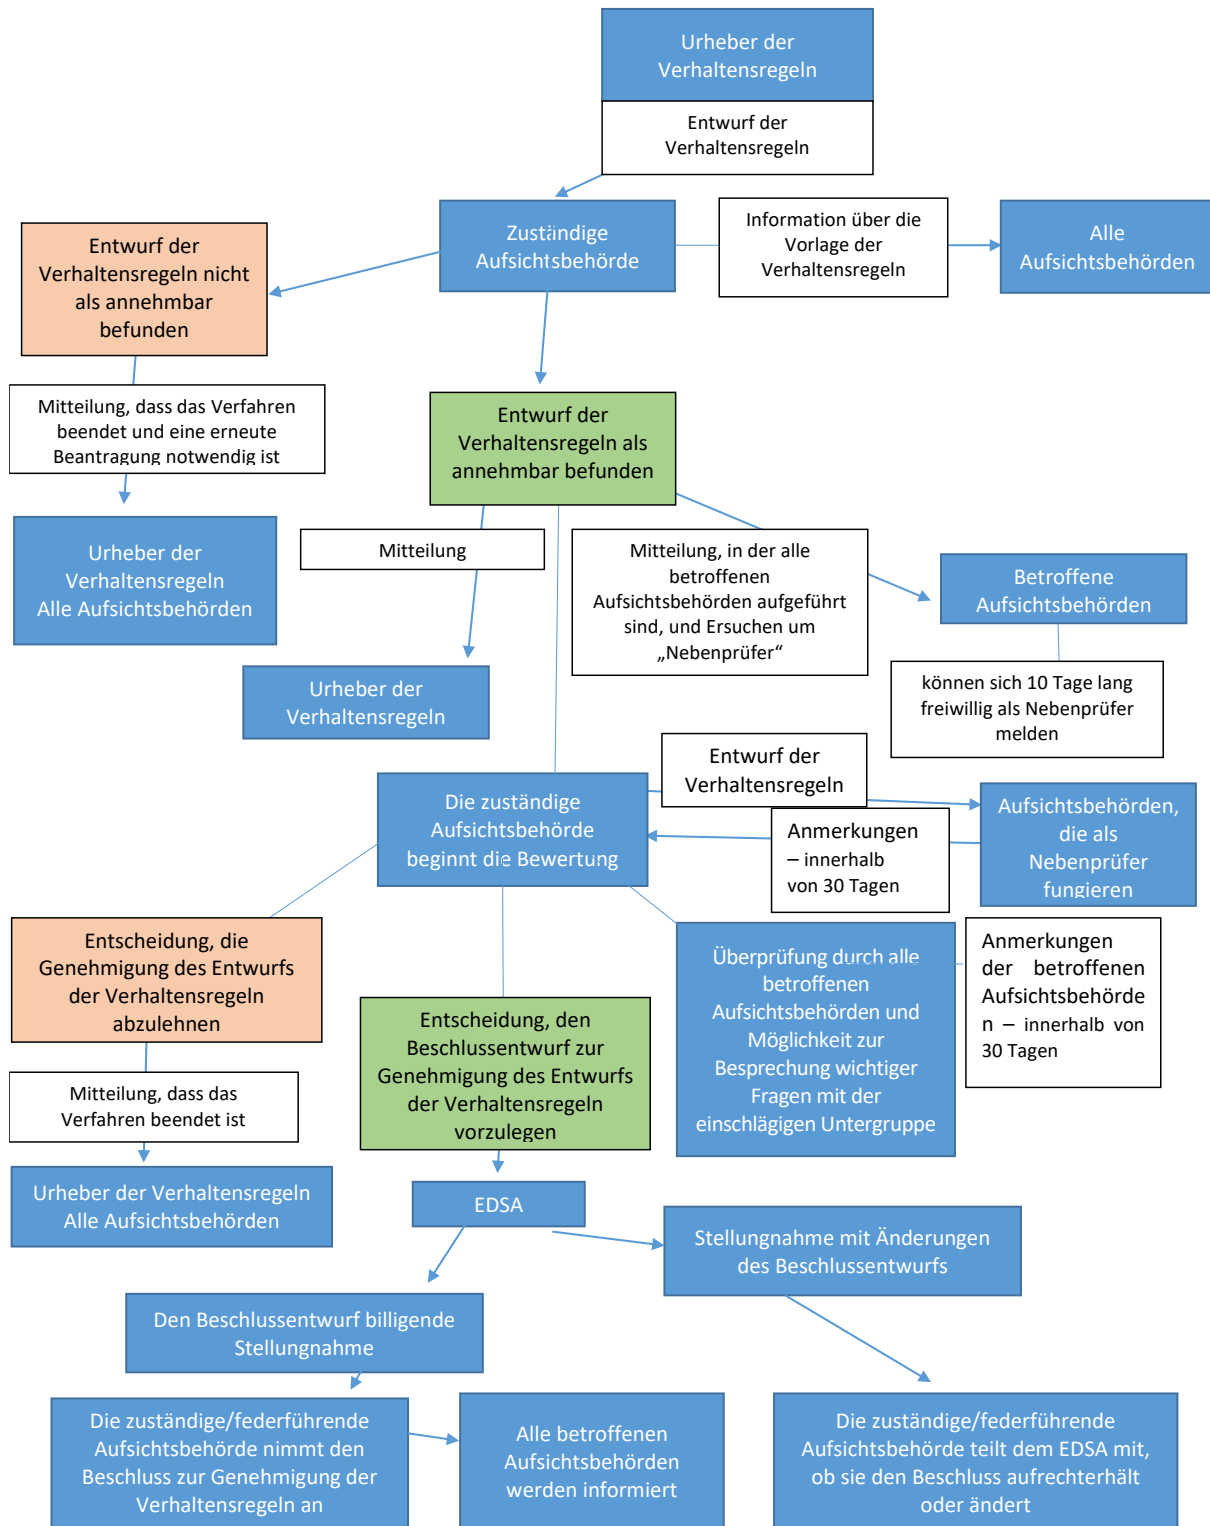 Urheber der
Verhaltensregeln
Entwurf der
Verhaltensregeln
Zuständige
Aufsichtsbehörde
Information über die
Vorlage der
Verhaltensregeln
Alle
Aufsichtsbehörden
Entwurf der
Verhaltensregeln nicht
als annehmbar
befunden
Mitteilung, dass das Verfahren
beendet und eine erneute
Beantragung notwendig ist
Entwurf der
Verhaltensregeln als
annehmbar befunden
Urheber der
Verhaltensregeln
Alle Aufsichtsbehörden
Mitteilung
Mitteilung, in der alle
betroffenen
Aufsichtsbehörden aufgeführt
sind, und Ersuchen um
„Nebenprüfer“
Betroffene
Aufsichtsbehörden
Urheber der
Verhaltensregeln
können sich 10 Tage lang
freiwillig als Nebenprüfer
melden
Entwurf der
Verhaltensregeln
Die zuständige
Aufsichtsbehörde
beginnt die Bewertung
Anmerkungen
– innerhalb
von 30 Tagen
Aufsichtsbehörden,
die als
Nebenprüfer
fungieren
Entscheidung, die
Genehmigung des Entwurfs
der Verhaltensregeln
abzulehnen
Überprüfung durch alle
betroffenen
Aufsichtsbehörden und
Möglichkeit zur
Besprechung wichtiger
Fragen mit der
einschlägigen Untergruppe
Anmerkungen
der betroffenen
Aufsichtsbehörde
n – innerhalb von
30 Tagen
Entscheidung, den
Beschlussentwurf zur
Genehmigung des Entwurfs
der Verhaltensregeln
vorzulegen
Mitteilung, dass das
Verfahren beendet ist
Urheber der Verhaltensregeln
Alle Aufsichtsbehörden
EDSA
Stellungnahme mit Änderungen
des Beschlussentwurfs
Den Beschlussentwurf billigende
Stellungnahme
Die zuständige/federführende
Aufsichtsbehörde nimmt den
Beschluss zur Genehmigung der
Verhaltensregeln an
Alle betroffenen
Aufsichtsbehörden
werden informiert
Die zuständige/federführende
Aufsichtsbehörde teilt dem EDSA mit,
ob sie den Beschluss aufrechterhält
oder ändert